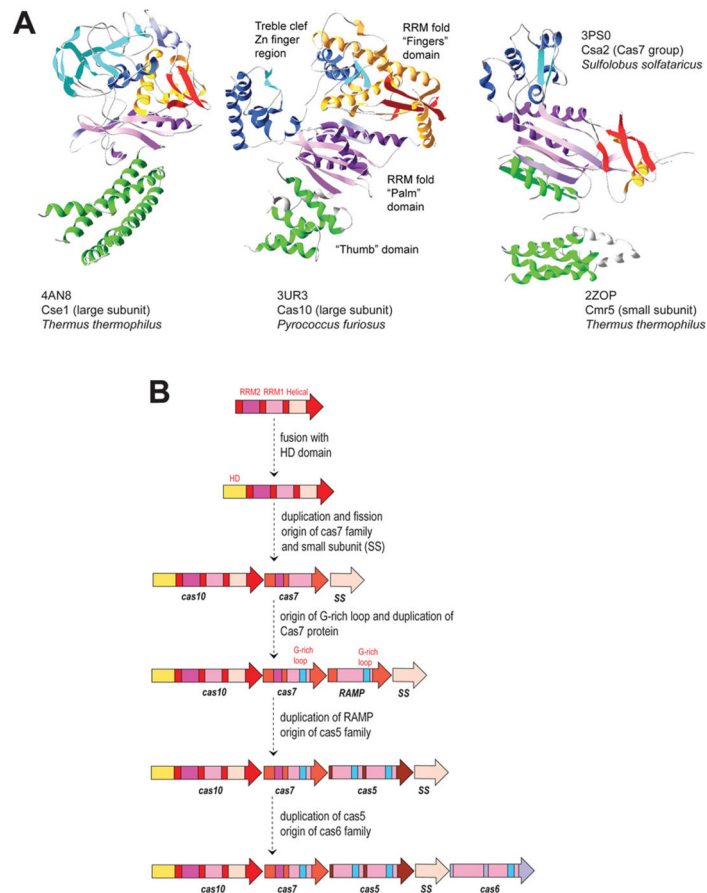 A
Treble clef
Zn finger
region
RRM fold
“Fingers”
domain
3PS0
Csa2 (Cas7 group)
Sulfolobus solfataricus
RRM fold
“Palm”
domain
“Thumb” domain
4AN8
Cse1 (large subunit)
Thermus thermophilus
3UR3
Cas10 (large subunit)
Pyrococcus furiosus
2ZOP
Cmr5 (small subunit)
Thermus thermophilus
B
RRM2 RRM1 Helical
fusion with
HD domain
HD
duplication and fission
origin of cas7 family
and small subunit (SS)
cas10 cas7 SS
origin of G-rich loop and duplication of
Cas7 protein
G-rich
loop
G-rich
loop
cas10 cas7 RAMP SS
duplication of RAMP
origin of cas5 family
cas10 cas7 cas5 SS
duplication of cas5
origin of cas6 family
cas10 cas7 cas5 SS cas6